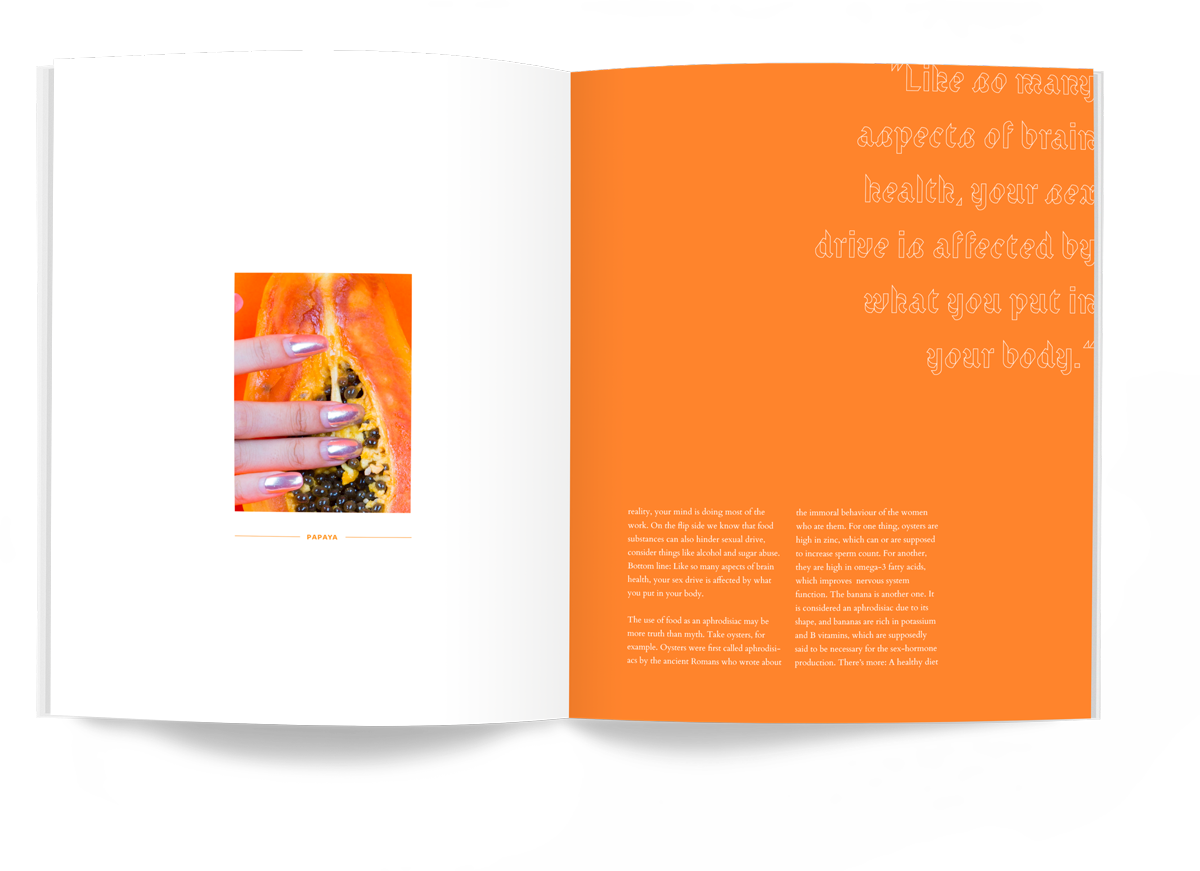 PAPAYA
"Like so many
aspects of brain
health, your sex
drive is affected by
what you put in
your body."
reality, your mind is doing most of the
work. On the flip side we know that food
substances can also hinder sexual drive,
consider things like alcohol and sugar abuse.
Bottom line: Like so many aspects of brain
health, your sex drive is affected by what
you put in your body.
The use of food as an aphrodisiac may be
more truth than myth. Take oysters, for
example. Oysters were first called aphrodisi-
acs by the ancient Romans who wrote about
the immoral behaviour of the women
who ate them. For one thing, oysters are
high in zinc, which can or are supposed
to increase sperm count. For another,
they are high in omega-3 fatty acids,
which improves nervous system
function. The banana is another one. It
is considered an aphrodisiac due to its
shape, and bananas are rich in potassium
and B vitamins, which are supposedly
said to be necessary for the sex-hormone
production. There's more: A healthy diet